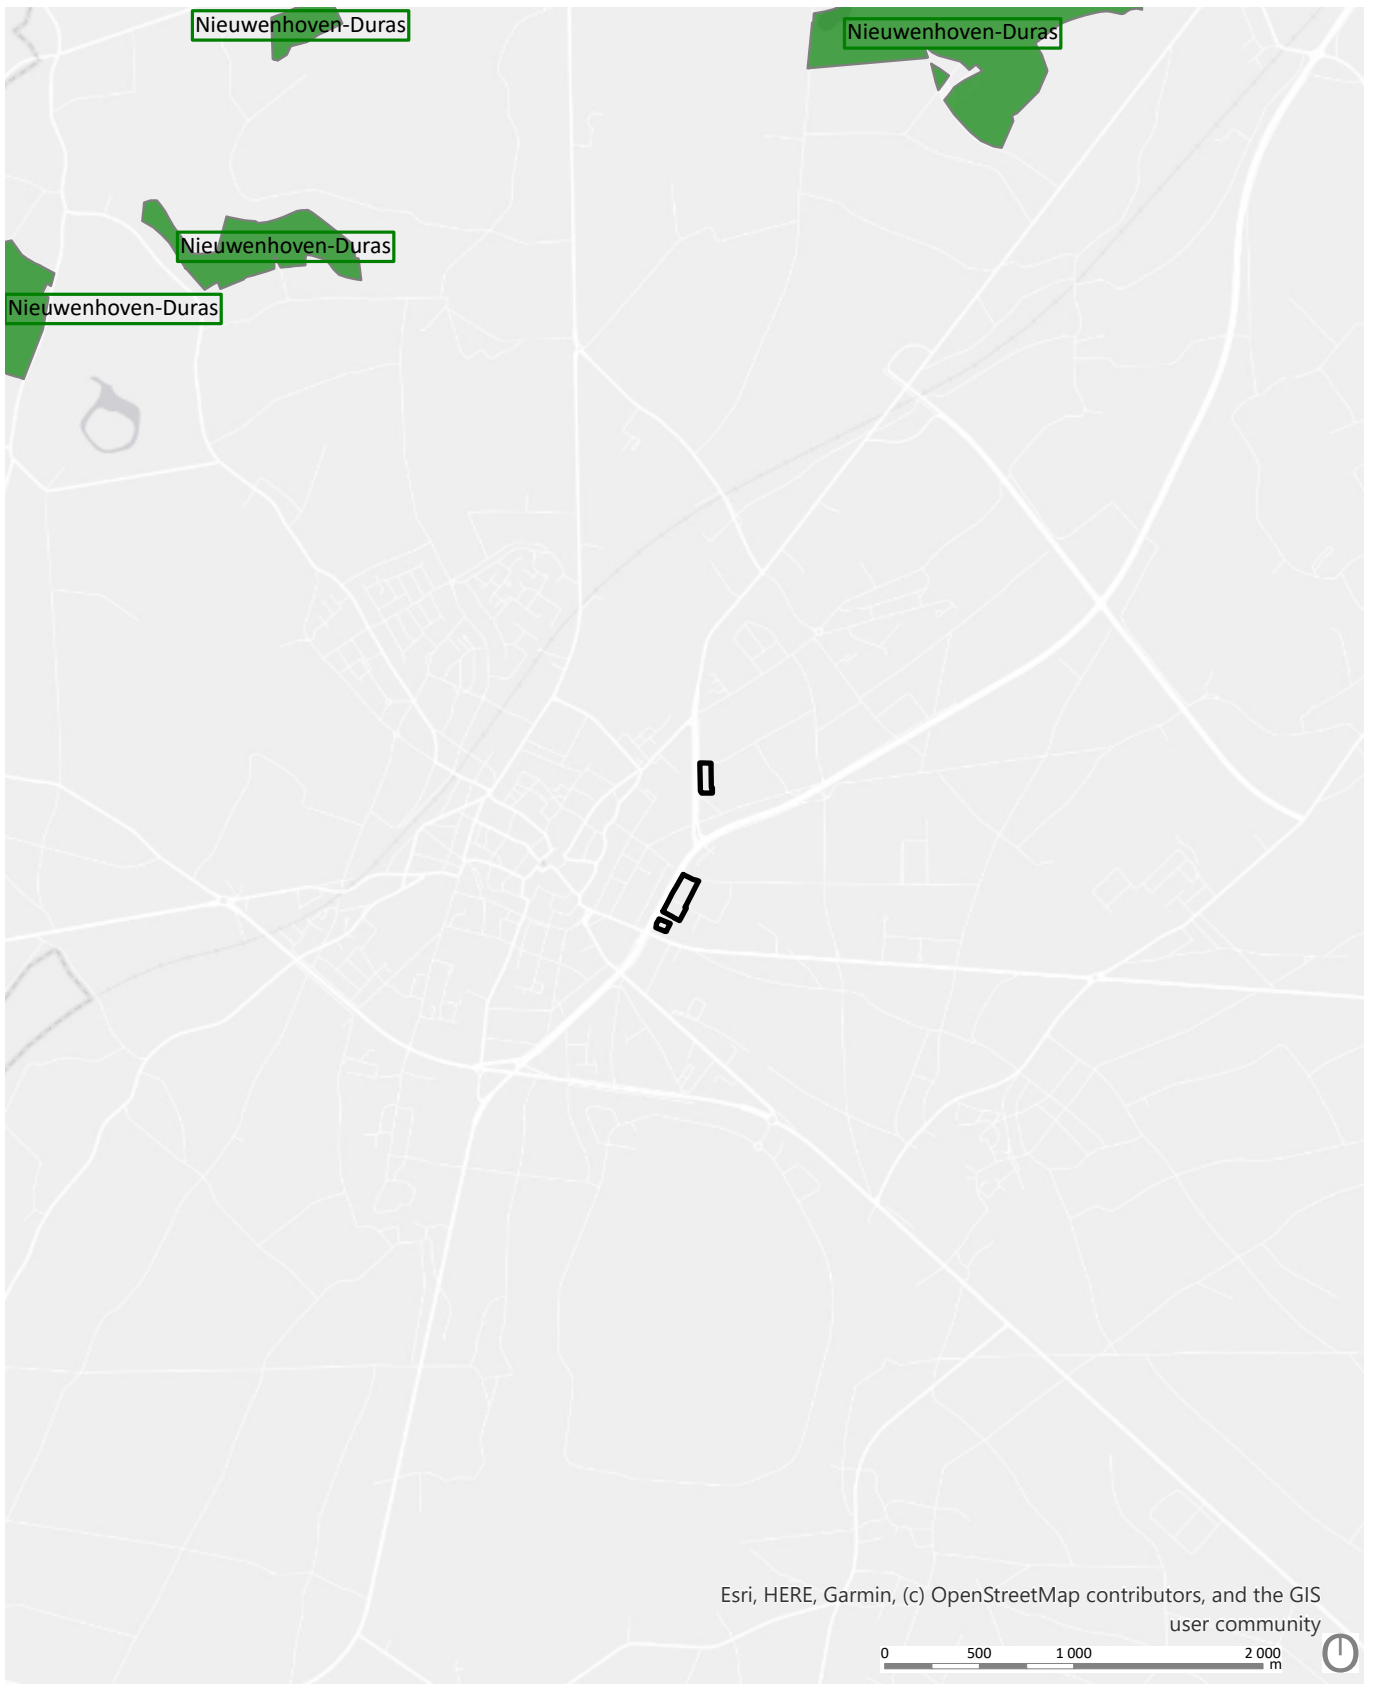 Nieuwenhoven-Duras
Nieuwenhoven-Duras
Nieuwenhoven-Duras
Nieuwenhoven-Duras
Esri, HERE, Garmin, (c) OpenStreetMap contributors, and the GIS
user community
0 500 1 000 2 000
m